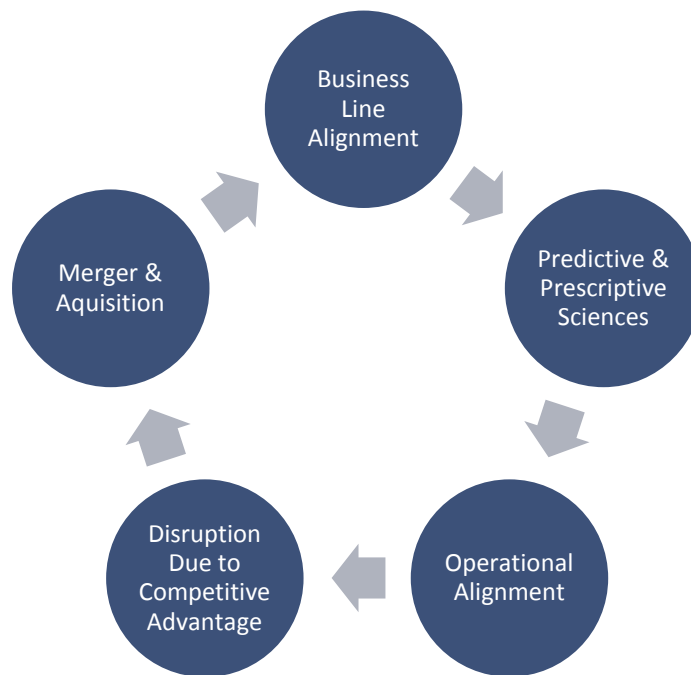 Business
Line
Alignment
Predictive &
Prescriptive
Sciences
Operational
Alignment
Disruption
Due to
Competitive
Advantage
Merger &
Aquisition